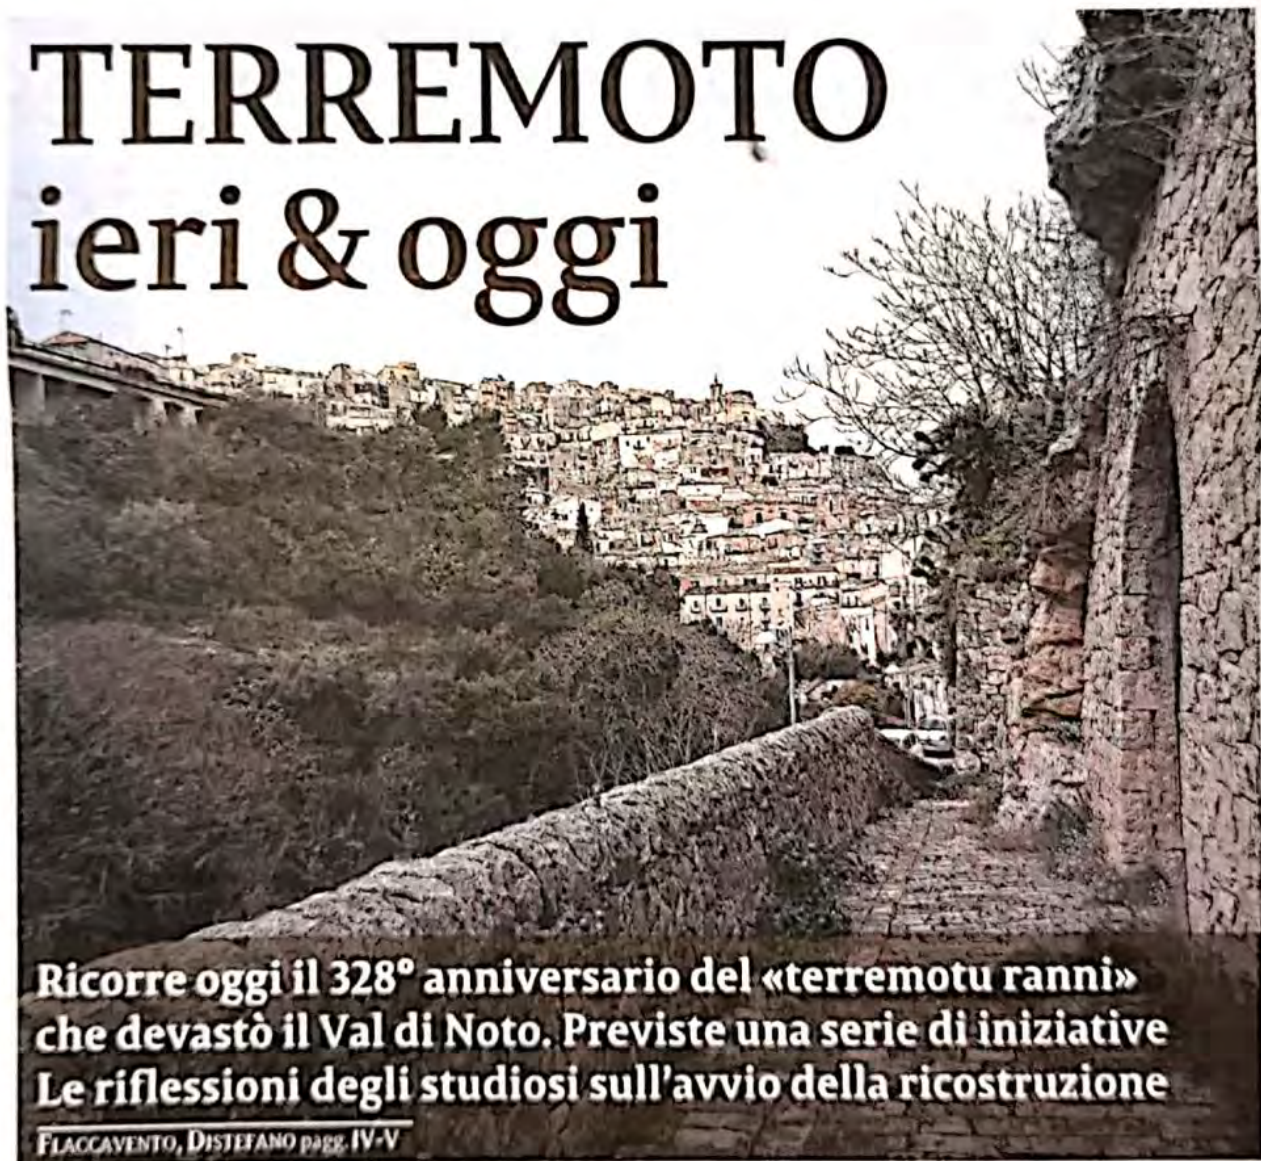 TERREMOTO
ieri & oggi
Ricorre oggi il 328° anniversario del «terremotu ranni»
che devastò il Val di Noto. Previste una serie di iniziative
Le riflessioni degli studiosi sull'avvio della ricostruzione
FLACCAVENTO, DISTEFANO pagg. IV-V